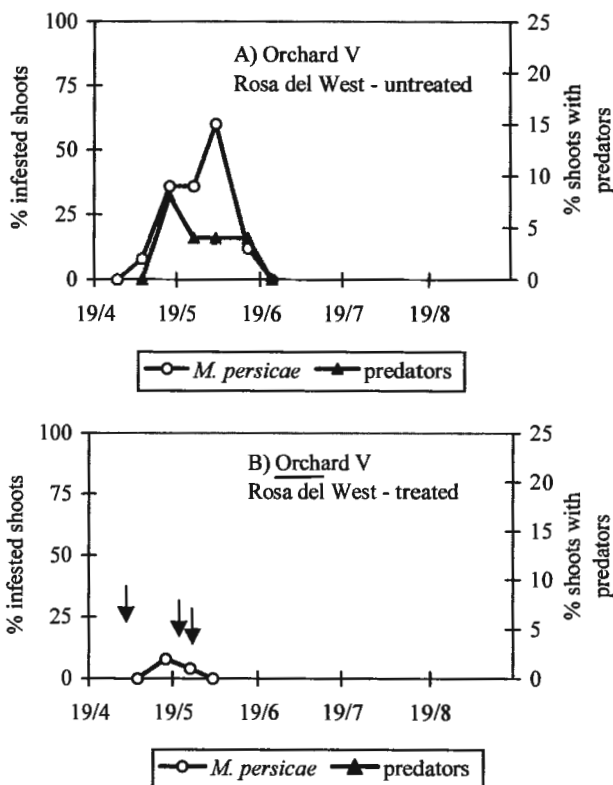 A) Orchard V
Rosa del West - untreated
% infested shoots
100
75
50
25
0
% shoots with
predators
25
20
15
10
5
0
19/4 19/5 19/6 19/7 19/8
M. persicae predators
B) Orchard V
Rosa del West - treated
% infested shoots
100
75
50
25
0
% shoots with
predators
25
20
15
10
5
0
19/4 19/5 19/6 19/7 19/8
M. persicae predators